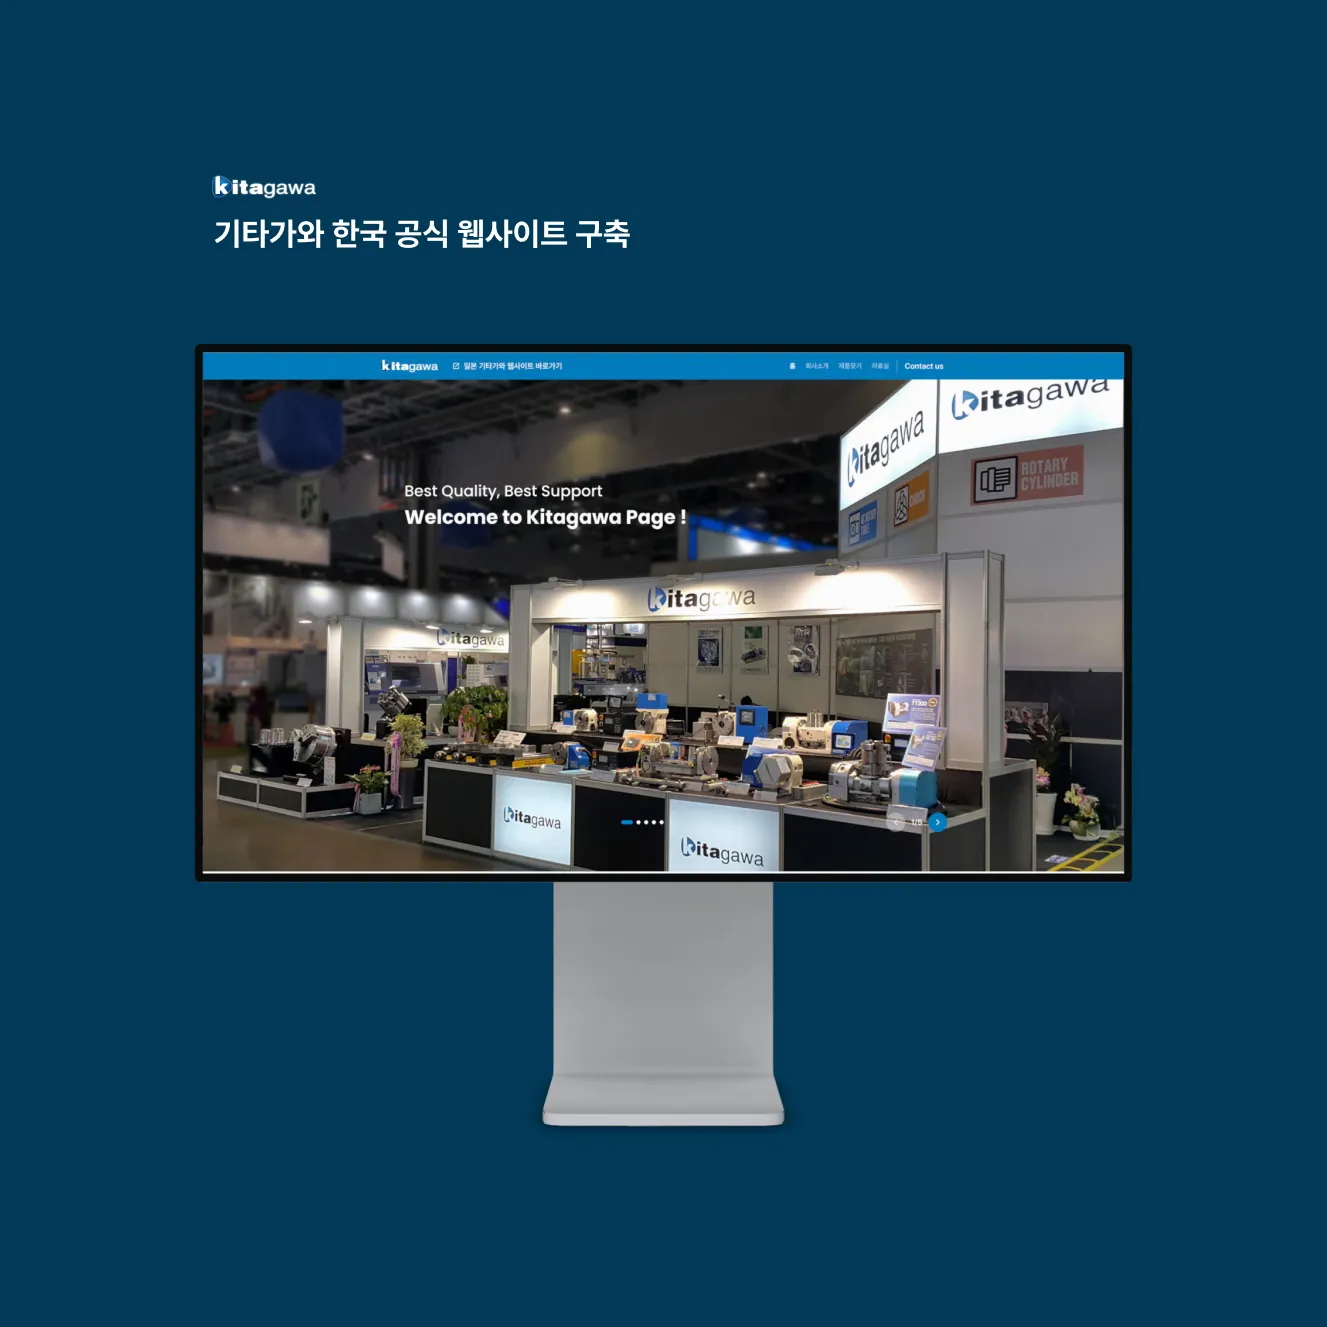 kitagawa
기타가와 한국 공식 웹사이트 구축
kitagawa
일본 기타가와 웹사이트 바로가기
홈 회사소개 제품찾기 자료실 Contact us
Best Quality, Best Support
Welcome to Kitagawa Page !
kitagawa
kitagawa
ROTARY
CYLINDER
CHUCK
kitagawa
kitagawa
kitagawa
kitagawa
1/5